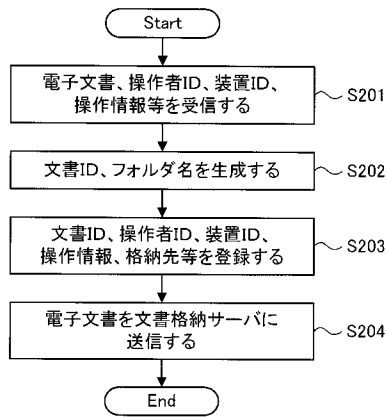 Start
電子文書、操作者ID、装置ID、
操作情報等を受信する
S201
文書ID、フォルダ名を生成する
S202
文書ID、操作者ID、装置ID、
操作情報、格納先等を登録する
S203
電子文書を文書格納サーバに
送信する
S204
End